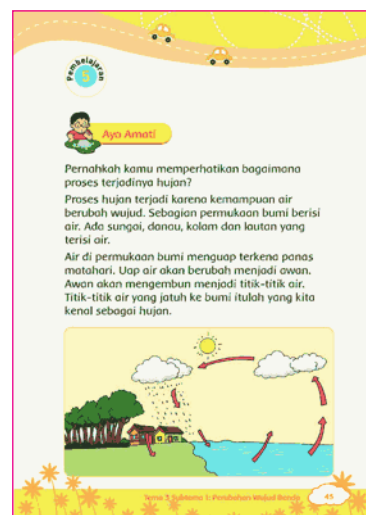 Pembelajaran
5
Ayo Amati
Pernahkah kamu memperhatikan bagaimana
proses terjadinya hujan?
Proses hujan terjadi karena kemampuan air
berubah wujud. Sebagian permukaan bumi berisi
air. Ada sungai, danau, kolam dan lautan yang
terisi air.
Air di permukaan bumi menguap terkena panas
matahari. Uap air akan berubah menjadi awan.
Awan akan mengembun menjadi titik-titik air.
Titik-titik air yang jatuh ke bumi itulah yang kita
kenal sebagai hujan.
Tema 3 Subtema 1: Perubahan Wujud Benda
45